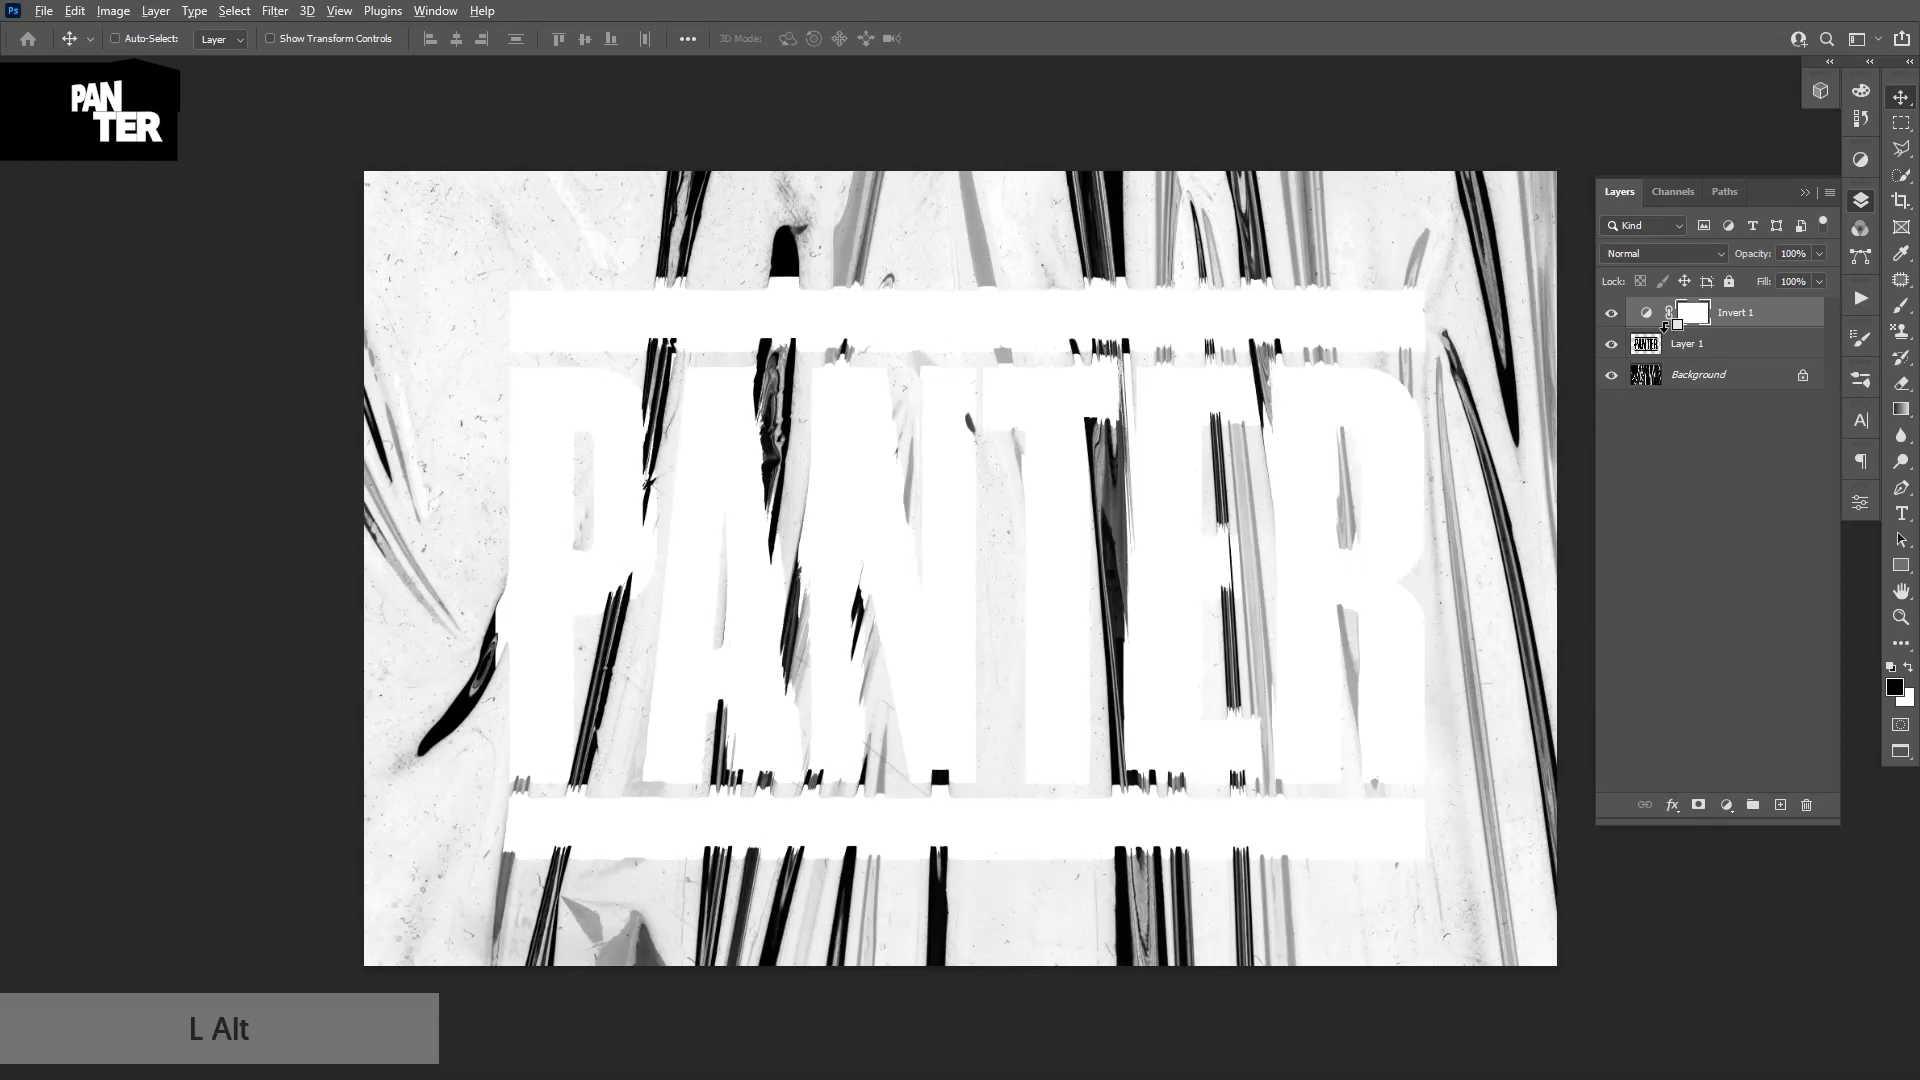 Ps File Edit Image Layer Type Select Filter 3D View Plugins Window Help
Auto-Select: Layer Show Transform Controls 3D Mode:
PAN
TER
PANTER
Layers Channels Paths
Kind
Normal Opacity: 100%
Lock: Fill: 100%
Invert 1
Layer 1
Background
L Alt